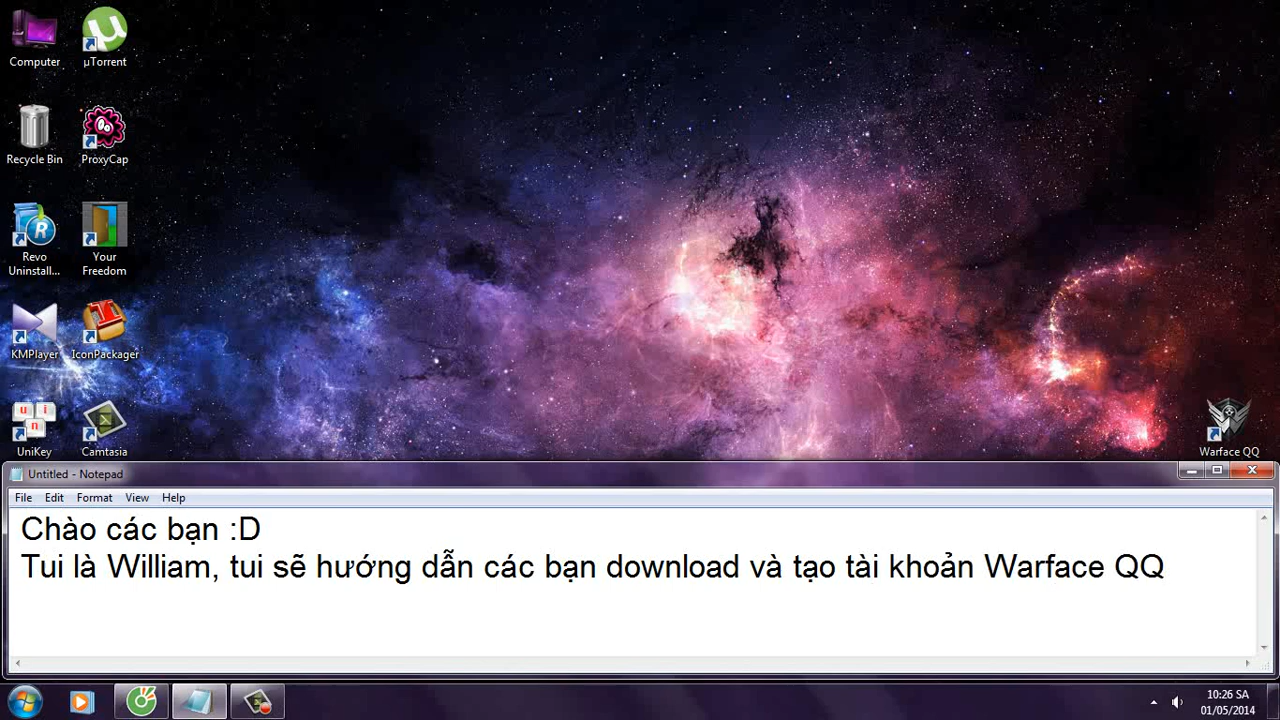 Computer
µTorrent
Recycle Bin
ProxyCap
Revo
Uninstall...
Your
Freedom
KMPlayer
IconPackager
u i n
UniKey
Camtasia
Warface QQ
Untitled - Notepad
File Edit Format View Help
Chào các bạn :D
Tui là William, tui sẽ hướng dẫn các bạn download và tạo tài khoản Warface QQ
10:26 SA
01/05/2014